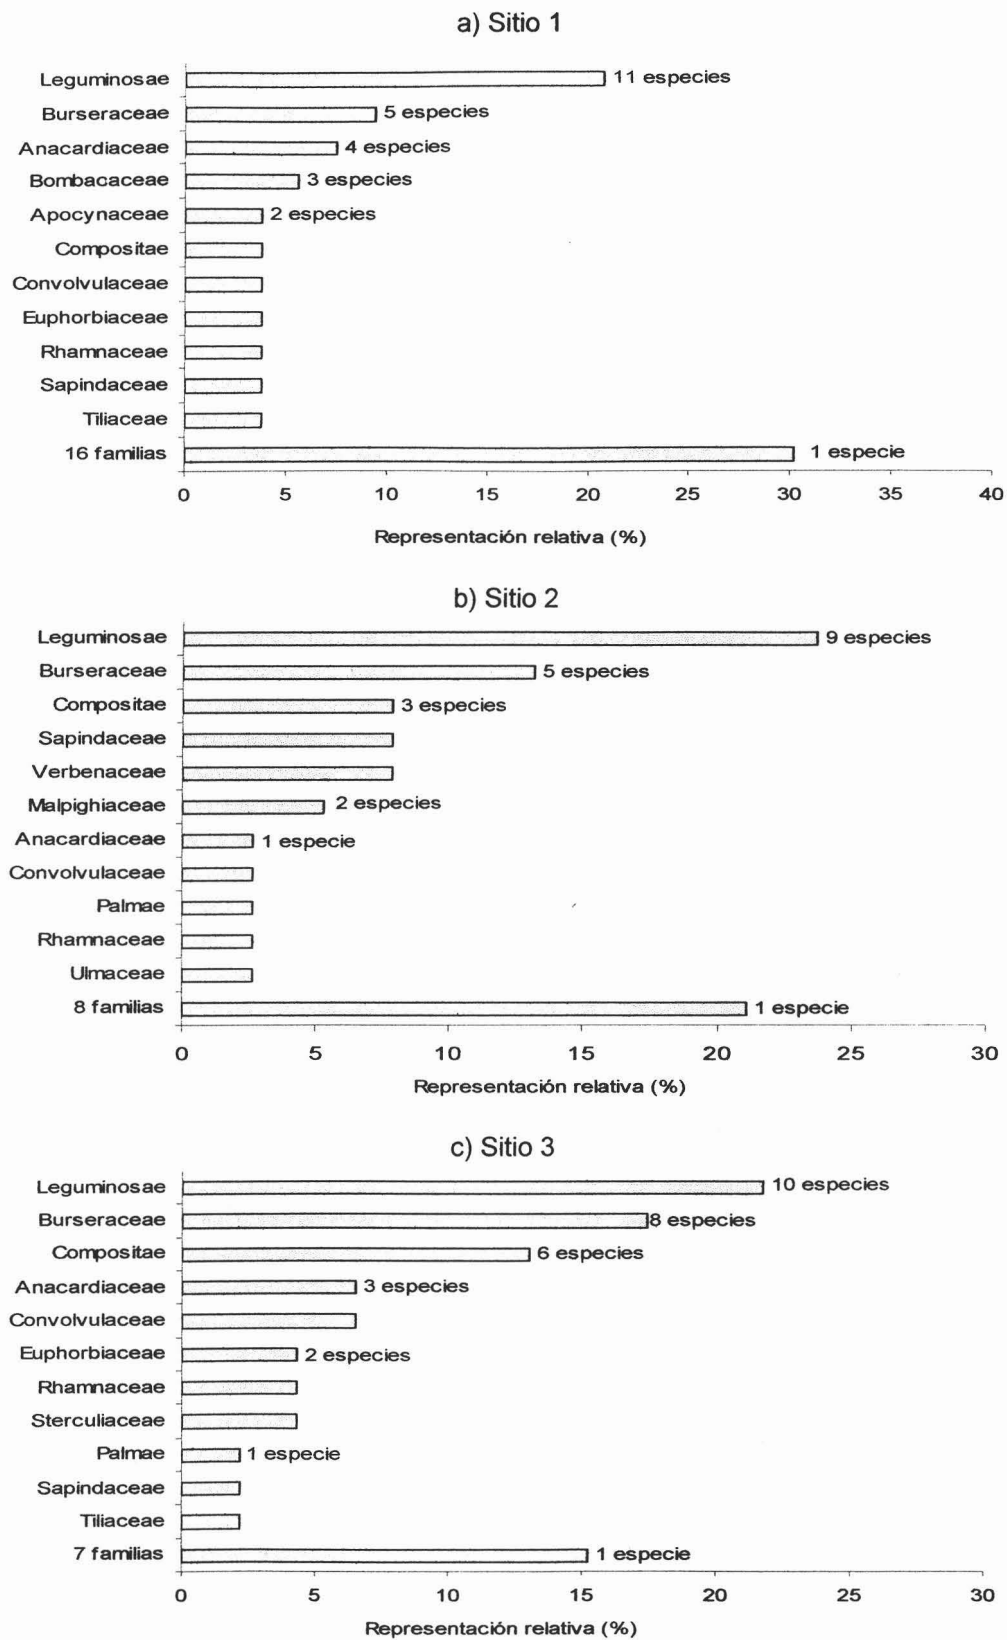 a) Sitio 1
Leguminosae 11 especies
Burseraceae 5 especies
Anacardiaceae 4 especies
Bombacaceae 3 especies
Apocynaceae 2 especies
Compositae
Convolvulaceae
Euphorbiaceae
Rhamnaceae
Sapindaceae
Tiliaceae
16 familias 1 especie
0 5 10 15 20 25 30 35 40
Representación relativa (%)
b) Sitio 2
Leguminosae 9 especies
Burseraceae 5 especies
Compositae 3 especies
Sapindaceae
Verbenaceae
Malpighiaceae 2 especies
Anacardiaceae 1 especie
Convolvulaceae
Palmae
Rhamnaceae
Ulmaceae
8 familias 1 especie
0 5 10 15 20 25 30
Representación relativa (%)
c) Sitio 3
Leguminosae 10 especies
Burseraceae 8 especies
Compositae 6 especies
Anacardiaceae 3 especies
Convolvulaceae
Euphorbiaceae 2 especies
Rhamnaceae
Sterculiaceae
Palmae 1 especie
Sapindaceae
Tiliaceae
7 familias 1 especie
0 5 10 15 20 25 30
Representación relativa (%)